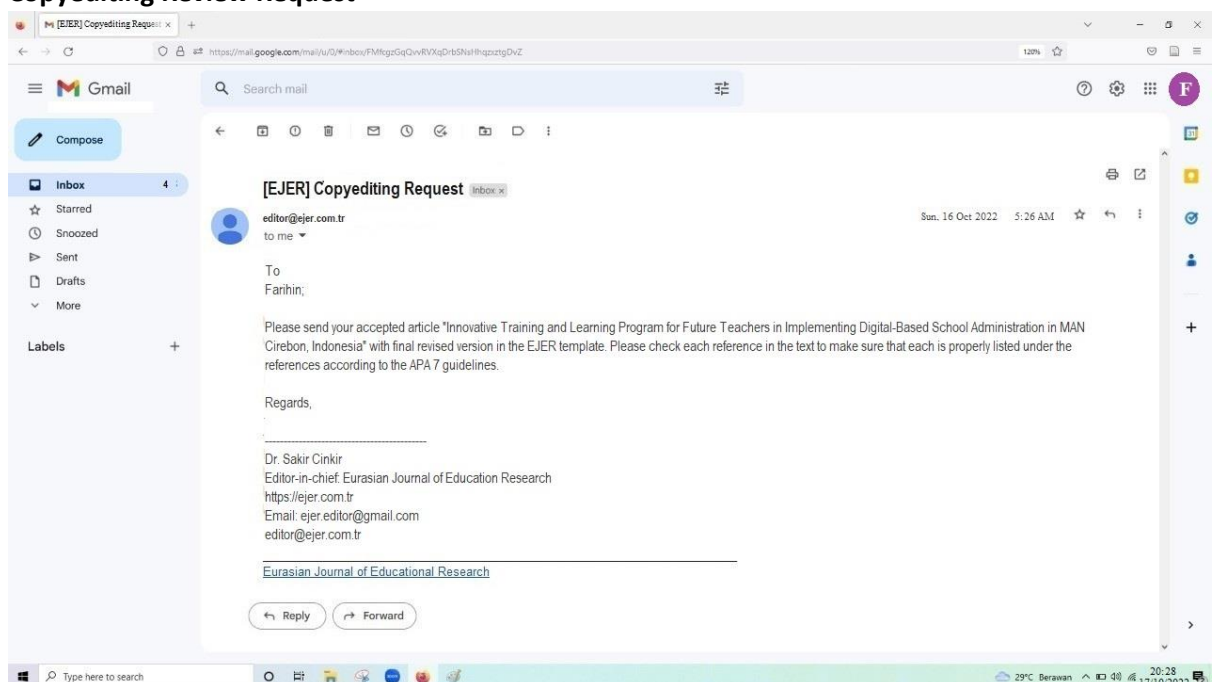 Copyediting Review Request
M [EJER] Copyediting Request × +
https://mail.google.com/mail/u/0/#inbox/ 120%
Gmail
Search mail
F
Compose
Inbox 4
Starred
Snoozed
Sent
Drafts
More
Labels +
[EJER] Copyediting Request Inbox ×
editor@ejer.com.tr Sun, 16 Oct 2022 5:26 AM
to me
To
Farihin;
Please send your accepted article "Innovative Training and Learning Program for Future Teachers in Implementing Digital-Based School Administration in MAN
Cirebon, Indonesia" with final revised version in the EJER template. Please check each reference in the text to make sure that each is properly listed under the
references according to the APA 7 guidelines.
Regards,
------------------------------------------
Dr. Sakir Cinkir
Editor-in-chief: Eurasian Journal of Education Research
https://ejer.com.tr
Email: ejer.editor@gmail.com
editor@ejer.com.tr
Eurasian Journal of Educational Research
Reply Forward
Type here to search 29°C Berawan 20:28
17/10/2022